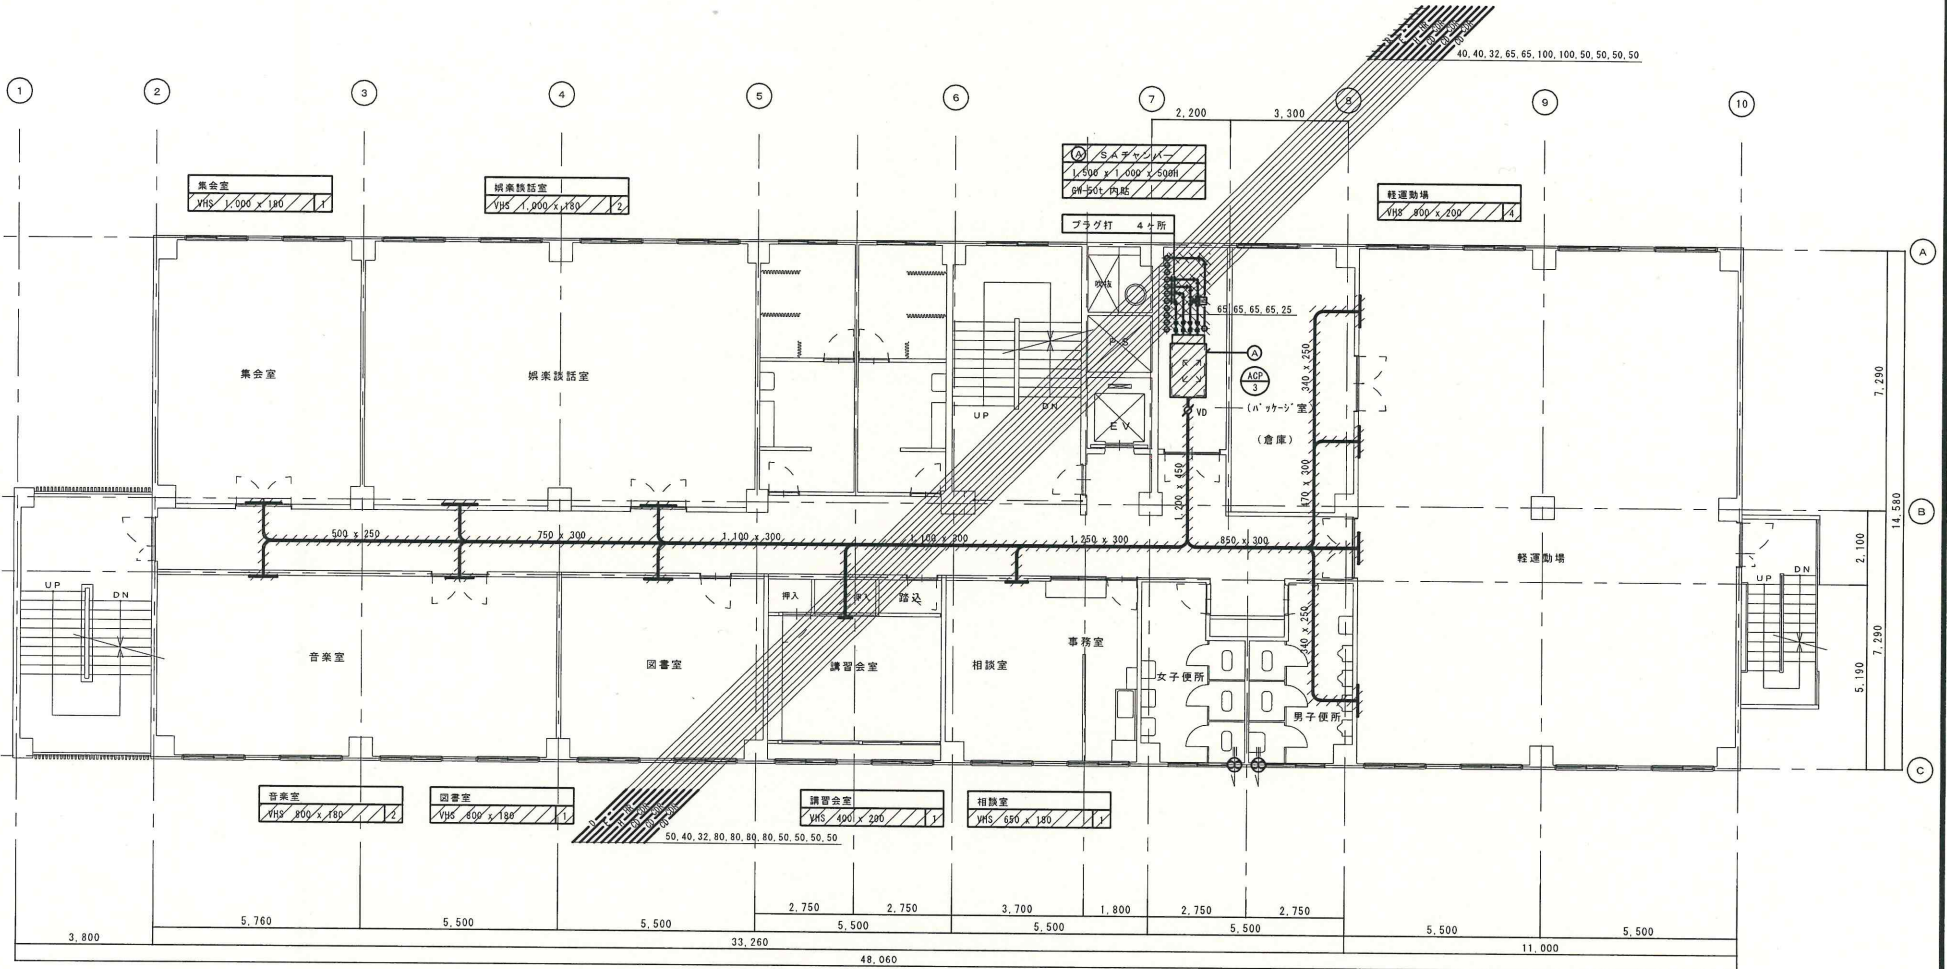 40, 40, 32, 65, 65, 100, 100, 50, 50, 50, 50
1
2
3
4
5
6
7
8
9
10
2,200
3,300
Ⓐ SAチャンバー
1,500 x 1,000 x 500H
GW-50t 内貼
プラグ打 4ヶ所
集会室
VHS 1,000 x 180 1
娯楽談話室
VHS 1,000 x 180 2
軽運動場
VHS 900 x 200 4
A
吹抜
65, 65, 65, 65, 25
PS
A
ACP
3
集会室
娯楽談話室
UP
DN
EV
VD
(パッケージ室)
(倉庫)
340 x 250
470 x 300
1,200 x 450
7,290
14,580
B
500 x 250
750 x 300
1,100 x 300
1,100 x 300
1,250 x 300
850 x 300
軽運動場
2,100
UP
DN
UP
DN
押入
押入
踏込
340 x 250
音楽室
図書室
講習会室
相談室
事務室
女子便所
男子便所
5,190
7,290
C
音楽室
VHS 800 x 180 2
図書室
VHS 800 x 180 1
講習会室
VHS 400 x 200 1
相談室
VHS 650 x 180 1
50, 40, 32, 80, 80, 80, 80, 50, 50, 50, 50
2,750
2,750
3,700
1,800
2,750
2,750
5,760
5,500
5,500
5,500
5,500
5,500
5,500
5,500
3,800
33,260
11,000
48,060